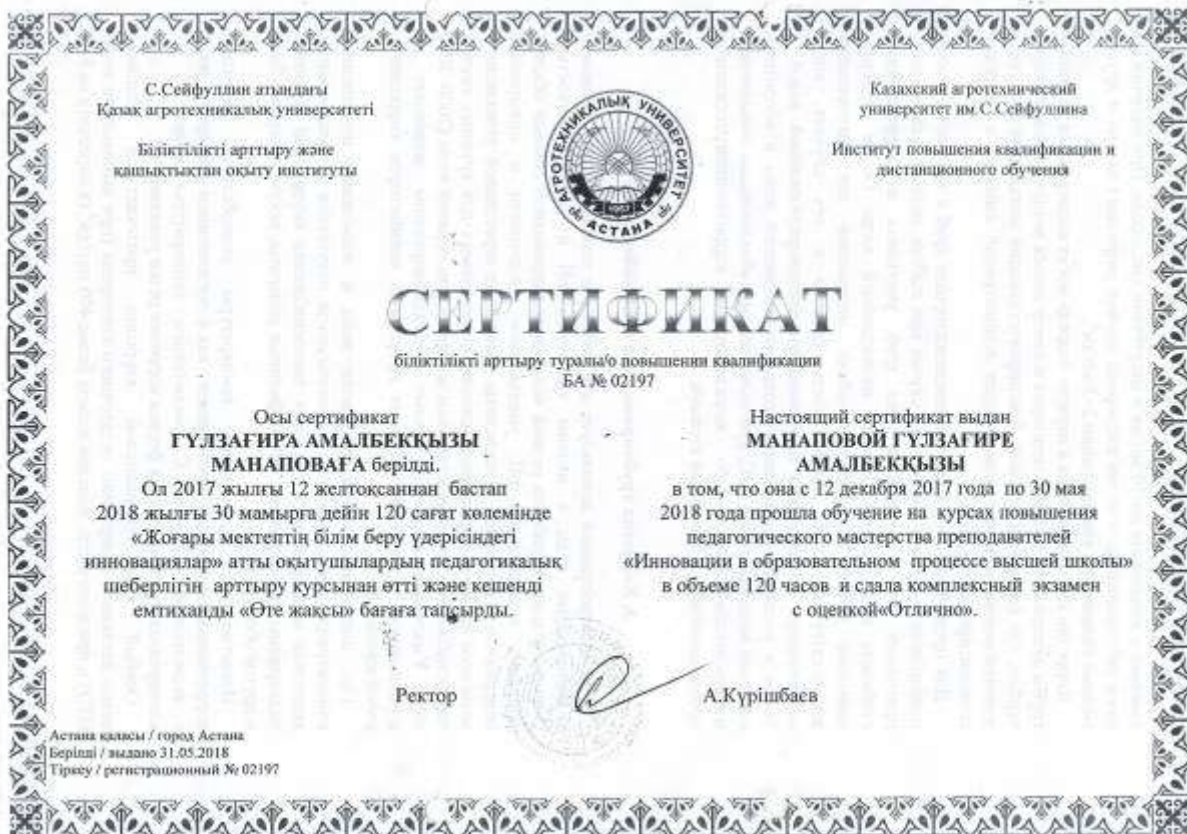 С.Сейфуллин атындағы
Қазақ агротехникалық университеті
Біліктілікті арттыру және
қашықтықтан оқыту институты
АГРОТЕХНИКАЛЫҚ УНИВЕРСИТЕТ
1957
АСТАНА
Казахский агротехнический
университет им.С.Сейфуллина
Институт повышения квалификации и
дистанционного обучения
СЕРТИФИКАТ
біліктілікті арттыру туралы/о повышении квалификации
БА № 02197
Осы сертификат
ГҮЛЗАҒИРА АМАЛБЕКҚЫЗЫ
МАНАПОВАҒА берілді.
Ол 2017 жылғы 12 желтоқсаннан бастап
2018 жылғы 30 мамырға дейін 120 сағат көлемінде
«Жоғары мектептің білім беру үдерісіндегі
инновациялар» атты оқытушылардың педагогикалық
шеберлігін арттыру курсынан өтті және кешенді
емтиханды «Өте жақсы» бағаға тапсырды.
Настоящий сертификат выдан
МАНАПОВОЙ ГҮЛЗАҒИРЕ
АМАЛБЕКҚЫЗЫ
в том, что она с 12 декабря 2017 года по 30 мая
2018 года прошла обучение на курсах повышения
педагогического мастерства преподавателей
«Инновации в образовательном процессе высшей школы»
в объеме 120 часов и сдала комплексный экзамен
с оценкой«Отлично».
Ректор
А.Күрішбаев
Астана қаласы / город Астана
Берілді / выдано 31.05.2018
Тіркеу / регистрационный № 02197